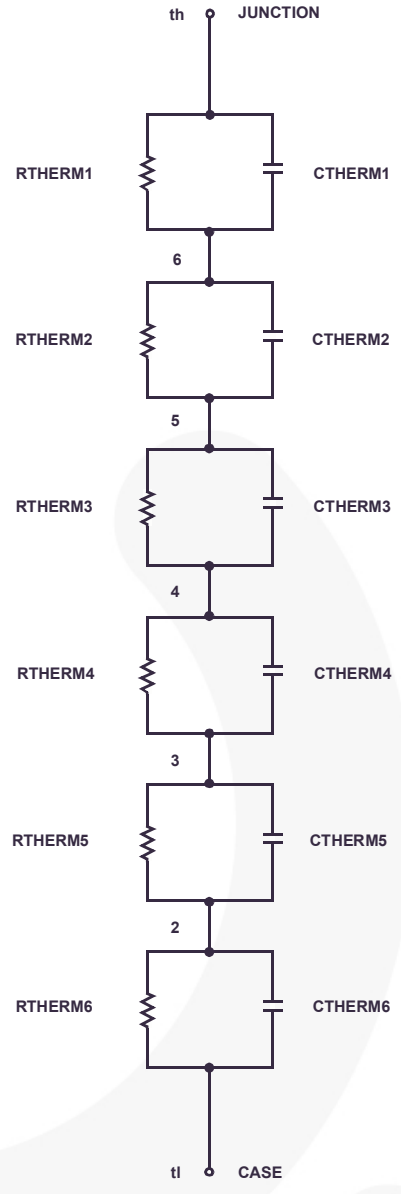 th JUNCTION
RTHERM1 CTHERM1
6
RTHERM2 CTHERM2
5
RTHERM3 CTHERM3
4
RTHERM4 CTHERM4
3
RTHERM5 CTHERM5
2
RTHERM6 CTHERM6
tl CASE